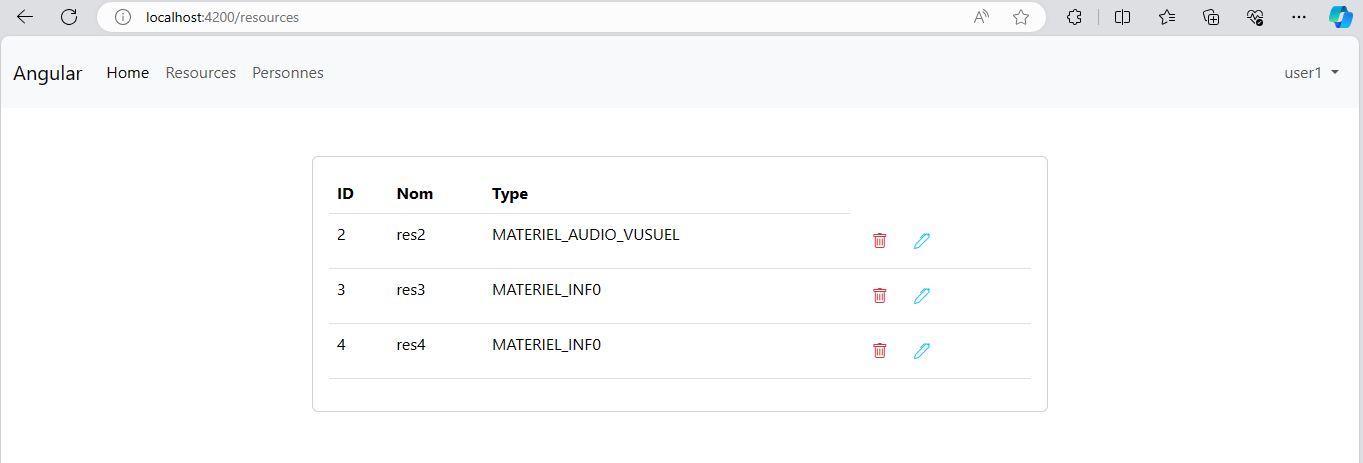 localhost:4200/resources
Angular Home Resources Personnes user1
ID Nom Type
2 res2 MATERIEL_AUDIO_VUSUEL
3 res3 MATERIEL_INF0
4 res4 MATERIEL_INF0